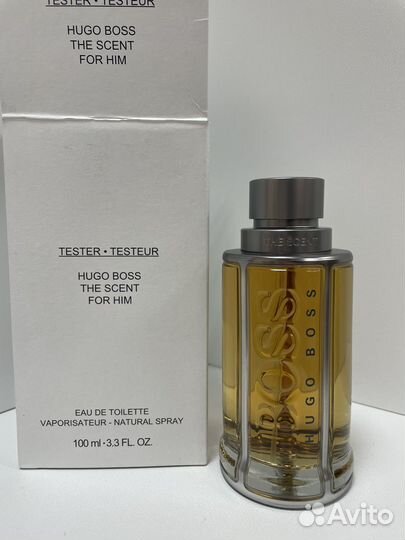 TESTER • TESTEUR
HUGO BOSS
THE SCENT
FOR HIM
TESTER • TESTEUR
HUGO BOSS
THE SCENT
FOR HIM
EAU DE TOILETTE
VAPORISATEUR - NATURAL SPRAY
100 ml • 3.3 FL. OZ.
THE SCENT
BOSS
HUGO BOSS
Avito